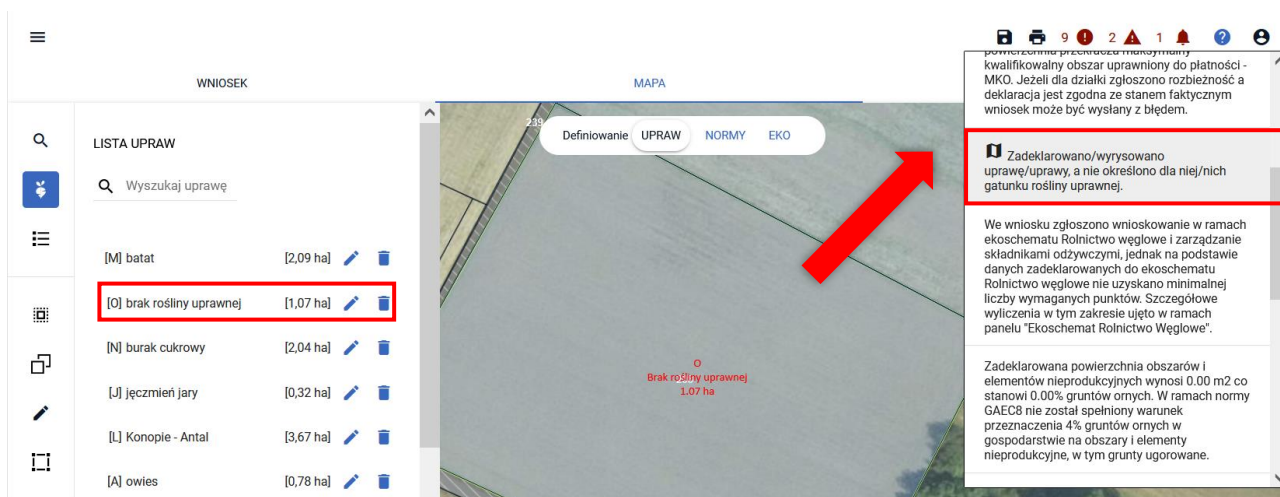 9 2 1
WNIOSEK
MAPA
LISTA UPRAW
Wyszukaj uprawę
[M] batat [2,09 ha]
[O] brak rośliny uprawnej [1,07 ha]
[N] burak cukrowy [2,04 ha]
[J] jęczmień jary [0,32 ha]
[L] Konopie - Antal [3,67 ha]
[A] owies [0,78 ha]
239
Definiowanie UPRAW NORMY EKO
O
Brak rośliny uprawnej
1.07 ha
powierzchnia przekracza maksymalny
kwalifikowalny obszar uprawniony do płatności -
MKO. Jeżeli dla działki zgłoszono rozbieżność a
deklaracja jest zgodna ze stanem faktycznym
wniosek może być wysłany z błędem.
Zadeklarowano/wyrysowano
uprawę/uprawy, a nie określono dla niej/nich
gatunku rośliny uprawnej.
We wniosku zgłoszono wnioskowanie w ramach
ekoschematu Rolnictwo węglowe i zarządzanie
składnikami odżywczymi, jednak na podstawie
danych zadeklarowanych do ekoschematu
Rolnictwo węglowe nie uzyskano minimalnej
liczby wymaganych punktów. Szczegółowe
wyliczenia w tym zakresie ujęto w ramach
panelu "Ekoschemat Rolnictwo Węglowe".
Zadeklarowana powierzchnia obszarów i
elementów nieprodukcyjnych wynosi 0.00 m2 co
stanowi 0.00% gruntów ornych. W ramach normy
GAEC8 nie został spełniony warunek
przeznaczenia 4% gruntów ornych w
gospodarstwie na obszary i elementy
nieprodukcyjne, w tym grunty ugorowane.